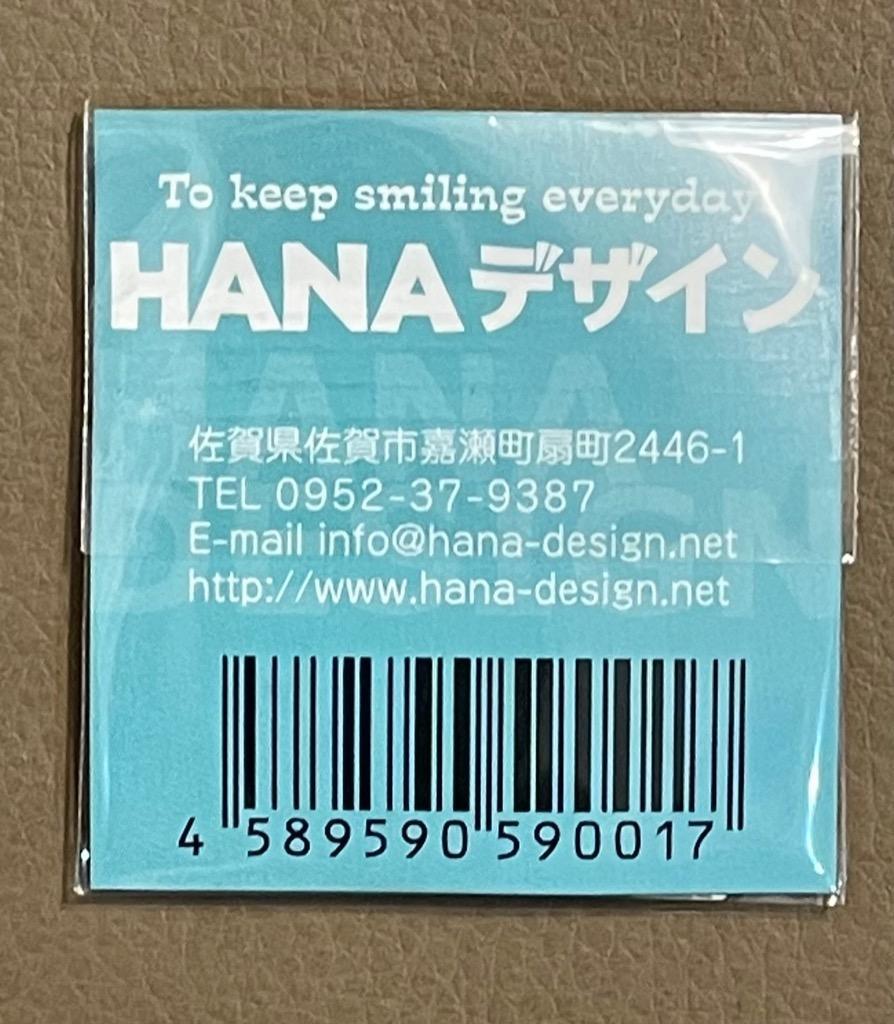 To keep smiling everyday
HANAデザイン
HANA
DESIGN
佐賀県佐賀市嘉瀬町扇町2446-1
TEL 0952-37-9387
E-mail info@hana-design.net
http://www.hana-design.net
4 589590 590017